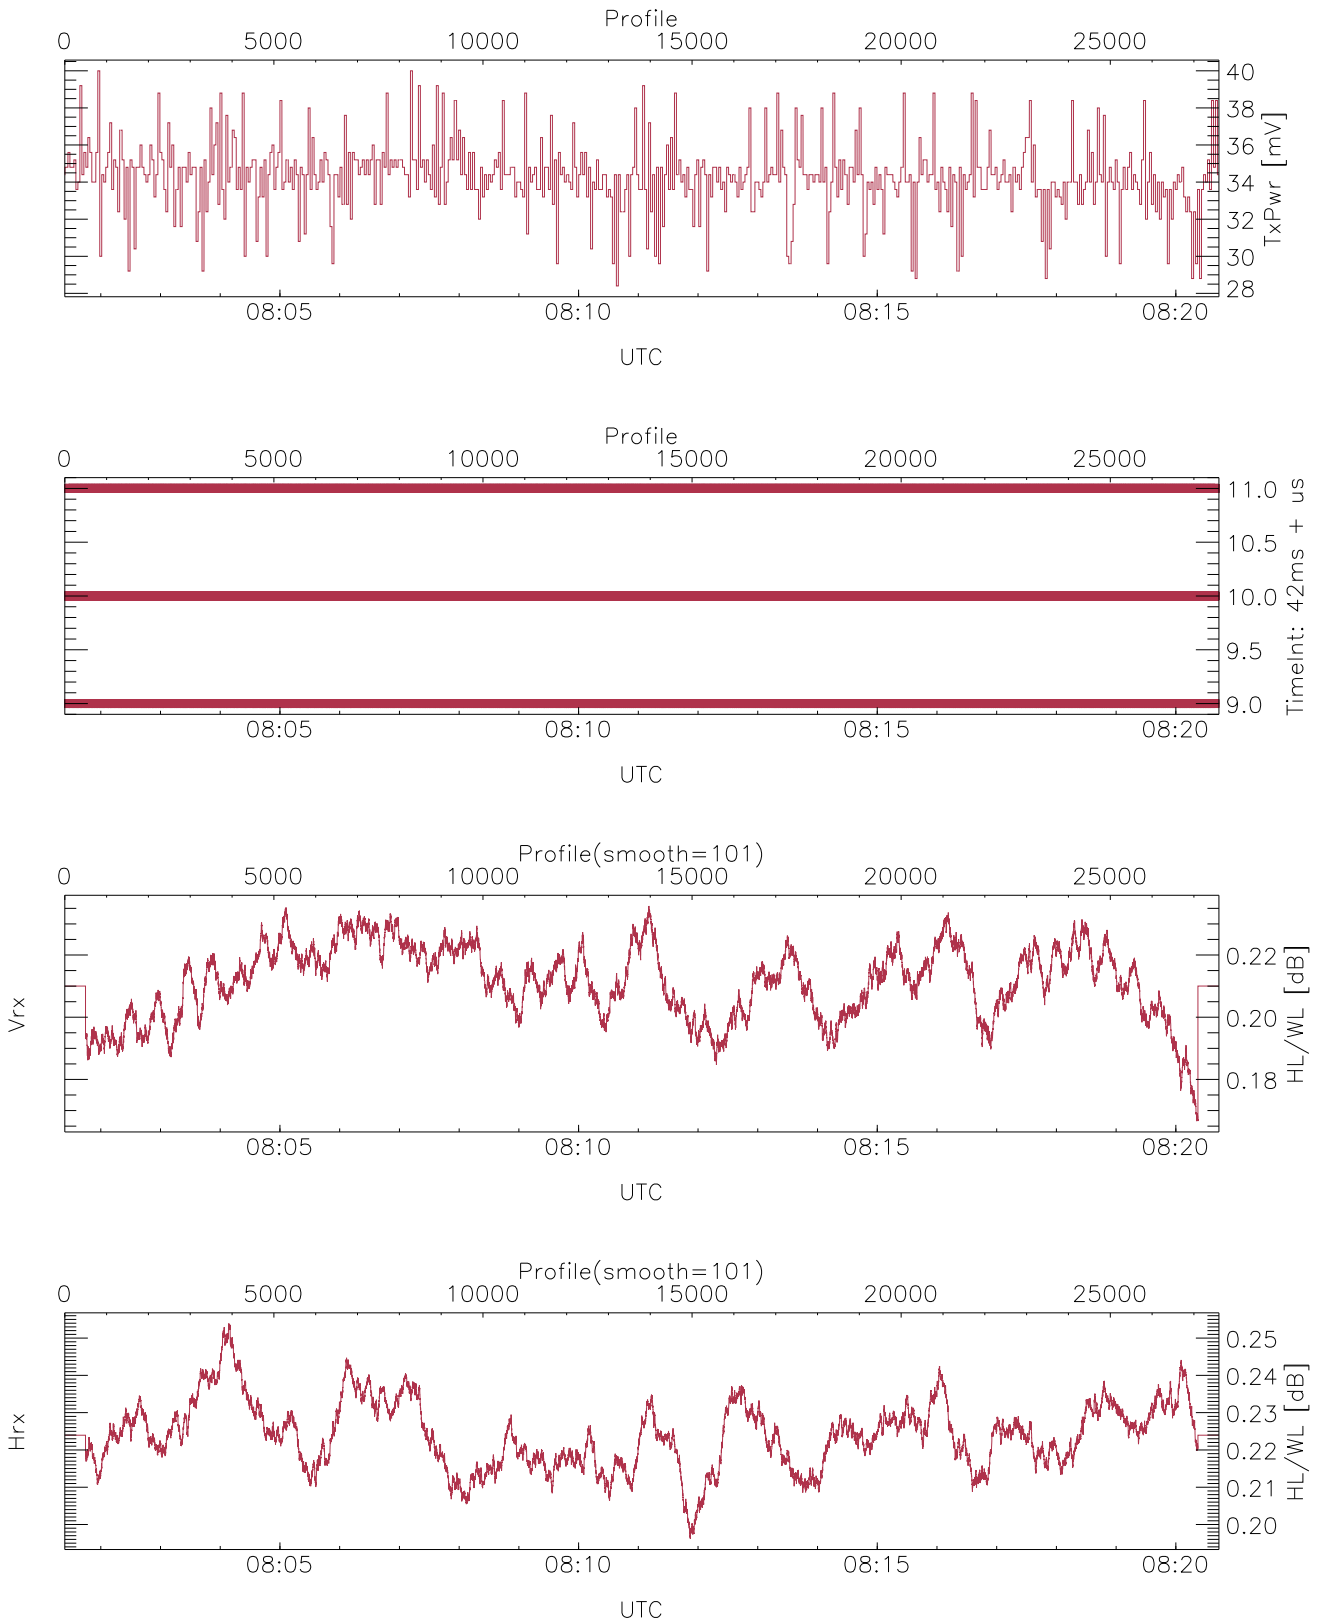 Profile
0 5000 10000 15000 20000 25000
40
38
36
34
32
30
28
TxPwr [mV]
08:05 08:10 08:15 08:20
UTC
Profile
0 5000 10000 15000 20000 25000
11.0
10.5
10.0
9.5
9.0
TimeInt: 42ms + us
08:05 08:10 08:15 08:20
UTC
Profile(smooth=101)
0 5000 10000 15000 20000 25000
Vrx
0.22
0.20
0.18
HL/WL [dB]
08:05 08:10 08:15 08:20
UTC
Profile(smooth=101)
0 5000 10000 15000 20000 25000
Hrx
0.25
0.24
0.23
0.22
0.21
0.20
HL/WL [dB]
08:05 08:10 08:15 08:20
UTC